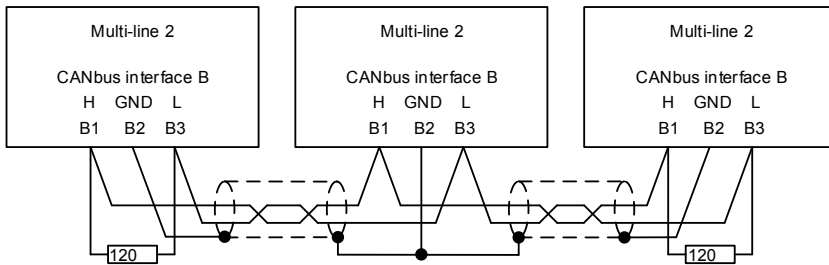 Multi-line 2
CANbus interface B
H GND L
B1 B2 B3
120
Multi-line 2
CANbus interface B
H GND L
B1 B2 B3
Multi-line 2
CANbus interface B
H GND L
B1 B2 B3
120